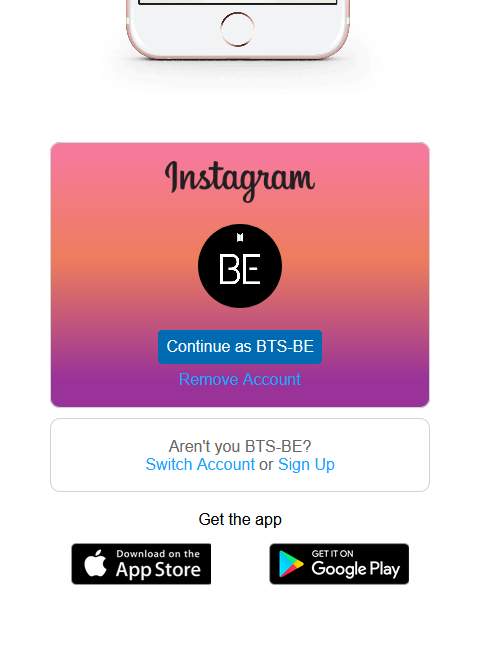 Instagram
BE
Continue as BTS-BE
Remove Account
Aren't you BTS-BE?
Switch Account or Sign Up
Get the app
Download on the
App Store
GET IT ON
Google Play